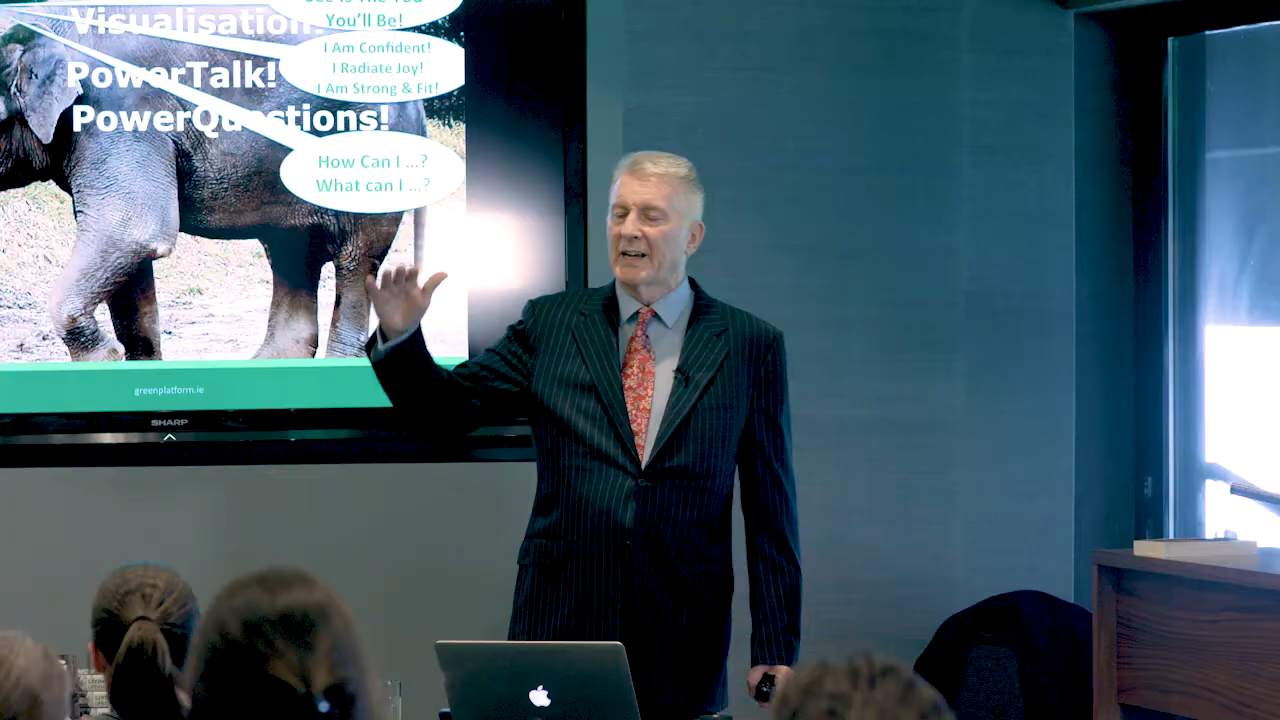 You'll Be!
Visualisation!
I Am Confident!
I Radiate Joy!
I Am Strong & Fit!
PowerTalk!
PowerQuestions!
How Can I ...?
What can I ...?
greenplatform.ie
SHARP